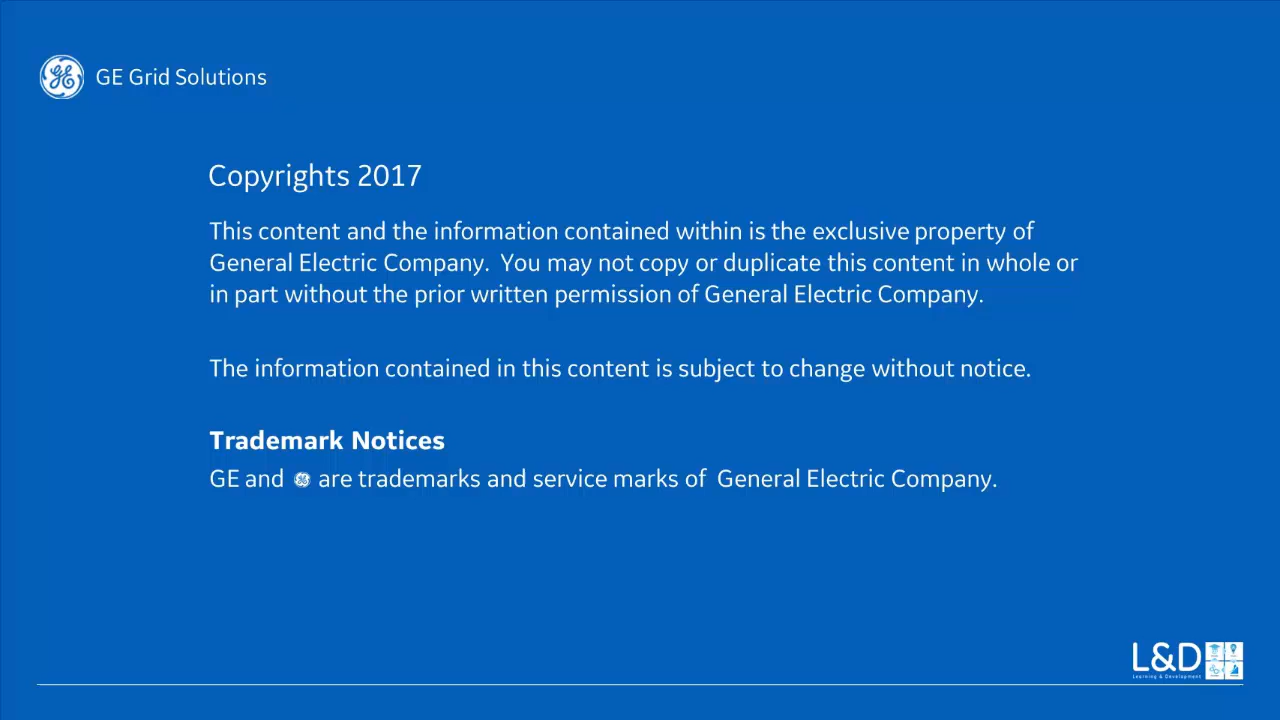 GE Grid Solutions
Copyrights 2017
This content and the information contained within is the exclusive property of
General Electric Company.  You may not copy or duplicate this content in whole or
in part without the prior written permission of General Electric Company.
The information contained in this content is subject to change without notice.
Trademark Notices
GE and are trademarks and service marks of  General Electric Company.
L&D
Learning & Development